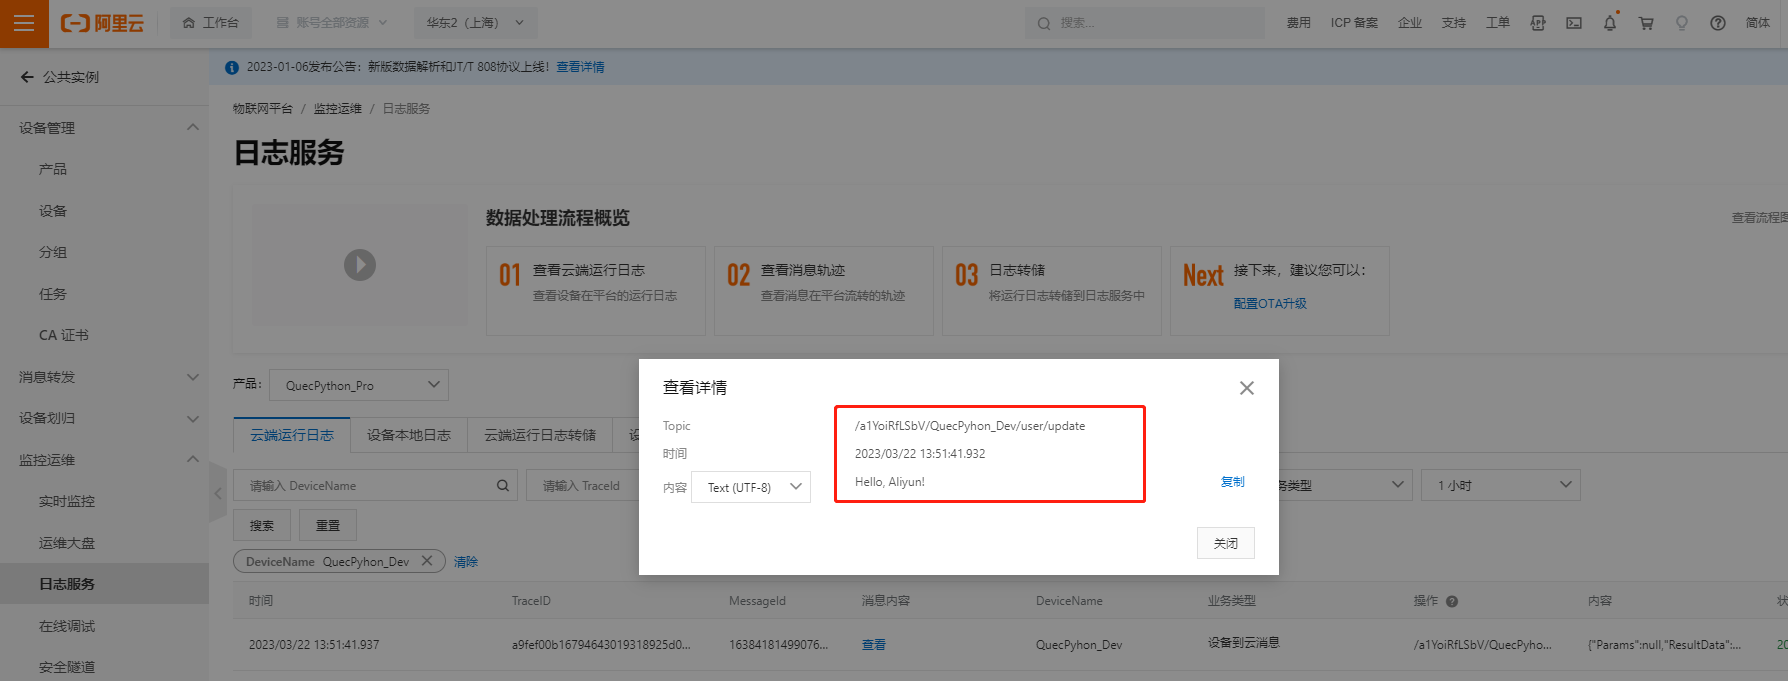 阿里云
工作台
账号全部资源
华东2（上海）
搜索...
费用
ICP 备案
企业
支持
工单
简体
公共实例
2023-01-06发布公告：新版数据解析和JT/T 808协议上线！ 查看详情
物联网平台 / 监控运维 / 日志服务
日志服务
设备管理
产品
设备
分组
任务
CA 证书
消息转发
设备划归
监控运维
实时监控
运维大盘
日志服务
在线调试
安全隧道
数据处理流程概览
查看流程图
01 查看云端运行日志
查看设备在平台的运行日志
02 查看消息轨迹
查看消息在平台流转的轨迹
03 日志转储
将运行日志转储到日志服务中
Next 接下来，建议您可以：
配置OTA升级
产品： QuecPython_Pro
云端运行日志
设备本地日志
云端运行日志转储
设
请输入 DeviceName
请输入 TraceId
务类型
1 小时
搜索
重置
DeviceName QuecPyhon_Dev
清除
查看详情
Topic /a1YoiRfLSbV/QuecPyhon_Dev/user/update
时间 2023/03/22 13:51:41.932
内容 Text (UTF-8) Hello, Aliyun!
复制
关闭
时间 TraceID MessageId 消息内容 DeviceName 业务类型 操作 内容 状
2023/03/22 13:51:41.937 a9fef00b16794643019318925d0... 16384181499076... 查看 QuecPyhon_Dev 设备到云消息 /a1YoiRfLSbV/QuecPyho... {"Params":null,"ResultData":... 20